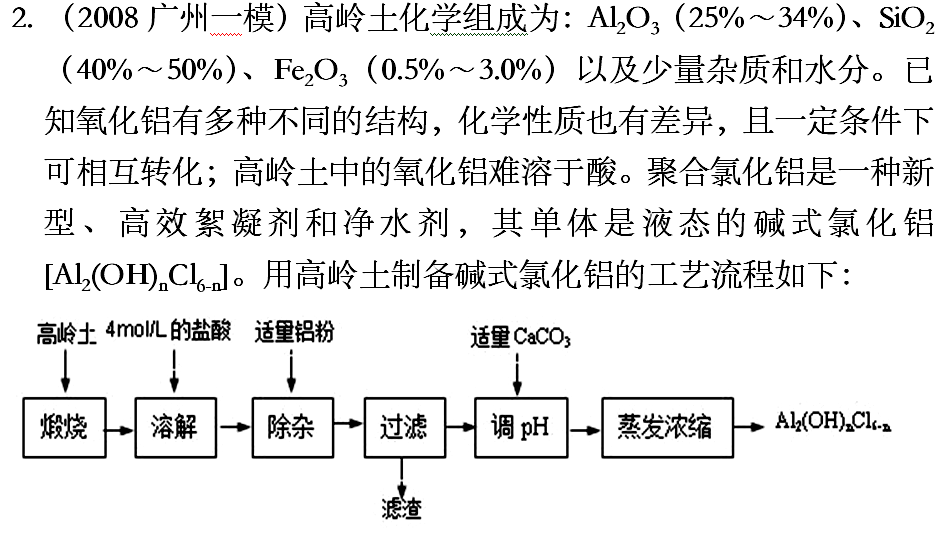 2. （2008 广州一模）高岭土化学组成为：Al₂O₃（25%～34%）、SiO₂
（40%～50%）、Fe₂O₃（0.5%～3.0%）以及少量杂质和水分。已
知氧化铝有多种不同的结构，化学性质也有差异，且一定条件下
可相互转化；高岭土中的氧化铝难溶于酸。聚合氯化铝是一种新
型、高效絮凝剂和净水剂，其单体是液态的碱式氯化铝
[Al₂(OH)ₙCl₆₋ₙ]。用高岭土制备碱式氯化铝的工艺流程如下：
高岭土 4mol/L的盐酸 适量铝粉 适量CaCO₃
煅烧 溶解 除杂 过滤 调pH 蒸发浓缩 Al₂(OH)ₙCl₆₋ₙ
滤渣